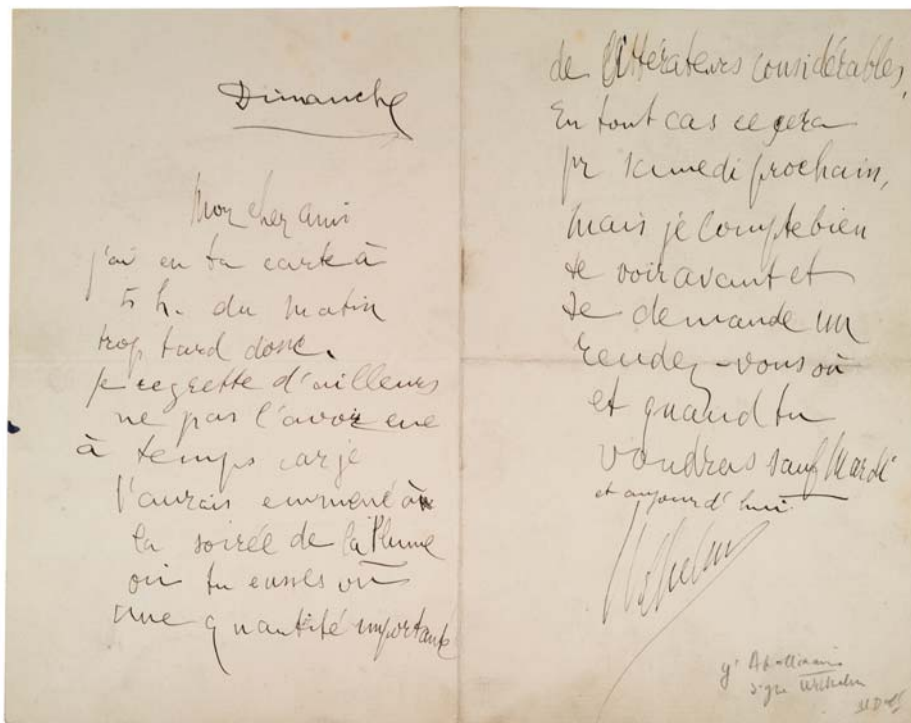 Dimanche
Mon cher ami
j'ai eu ta carte à
5 h. du matin
trop tard donc.
je regrette d'ailleurs
ne pas l'avoir eue
à temps car je
t'aurais emmené à
la soirée de la Plume
où tu eusses vu
une quantité importante
de littérateurs considérables,
En tout cas ce sera
pr samedi prochain,
mais je compte bien
te voir avant et
te demande un
rendez-vous où
et quand tu
voudras sauf Mardi
et aujourd'hui.
Wilhelm
G. Apollinaire
signe Wilhelm